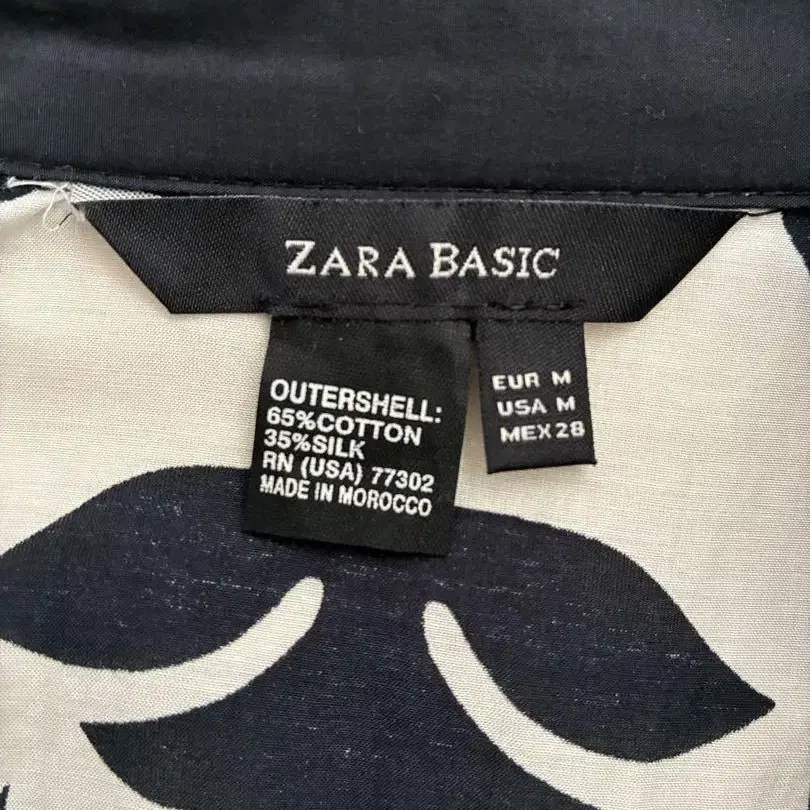 ZARA BASIC
OUTERSHELL:
65%COTTON
35%SILK
RN (USA) 77302
MADE IN MOROCCO
EUR M
USA M
MEX 28